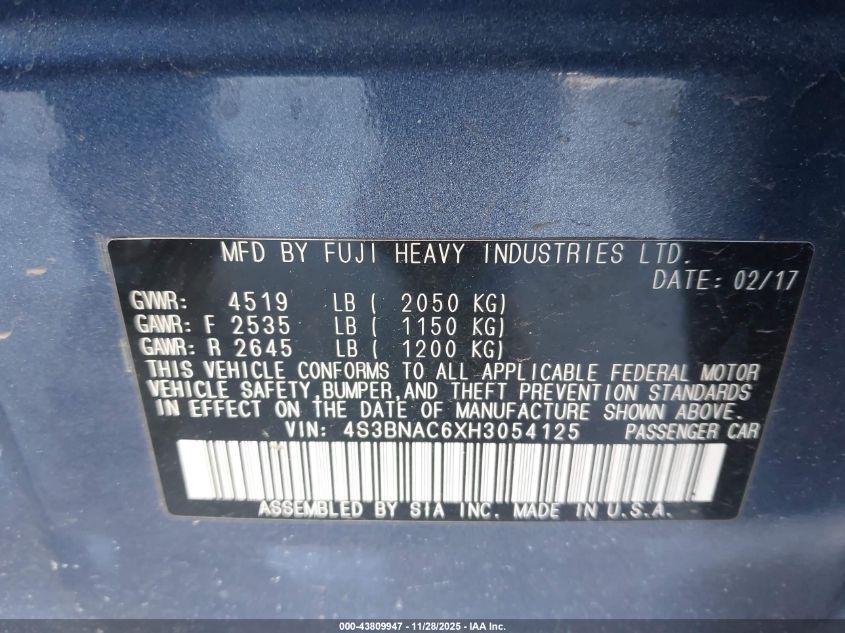 MFD BY FUJI HEAVY INDUSTRIES LTD.
DATE: 02/17
GVWR: 4519 LB ( 2050 KG)
GAWR: F 2535 LB ( 1150 KG)
GAWR: R 2645 LB ( 1200 KG)
THIS VEHICLE CONFORMS TO ALL APPLICABLE FEDERAL MOTOR
VEHICLE SAFETY, BUMPER, AND THEFT PREVENTION STANDARDS
IN EFFECT ON THE DATE OF MANUFACTURE SHOWN ABOVE.
VIN: 4S3BNAC6XH3054125 PASSENGER CAR
ASSEMBLED BY SIA INC. MADE IN U.S.A.
000-43809947 | 11/28/2025 - IAA Inc.